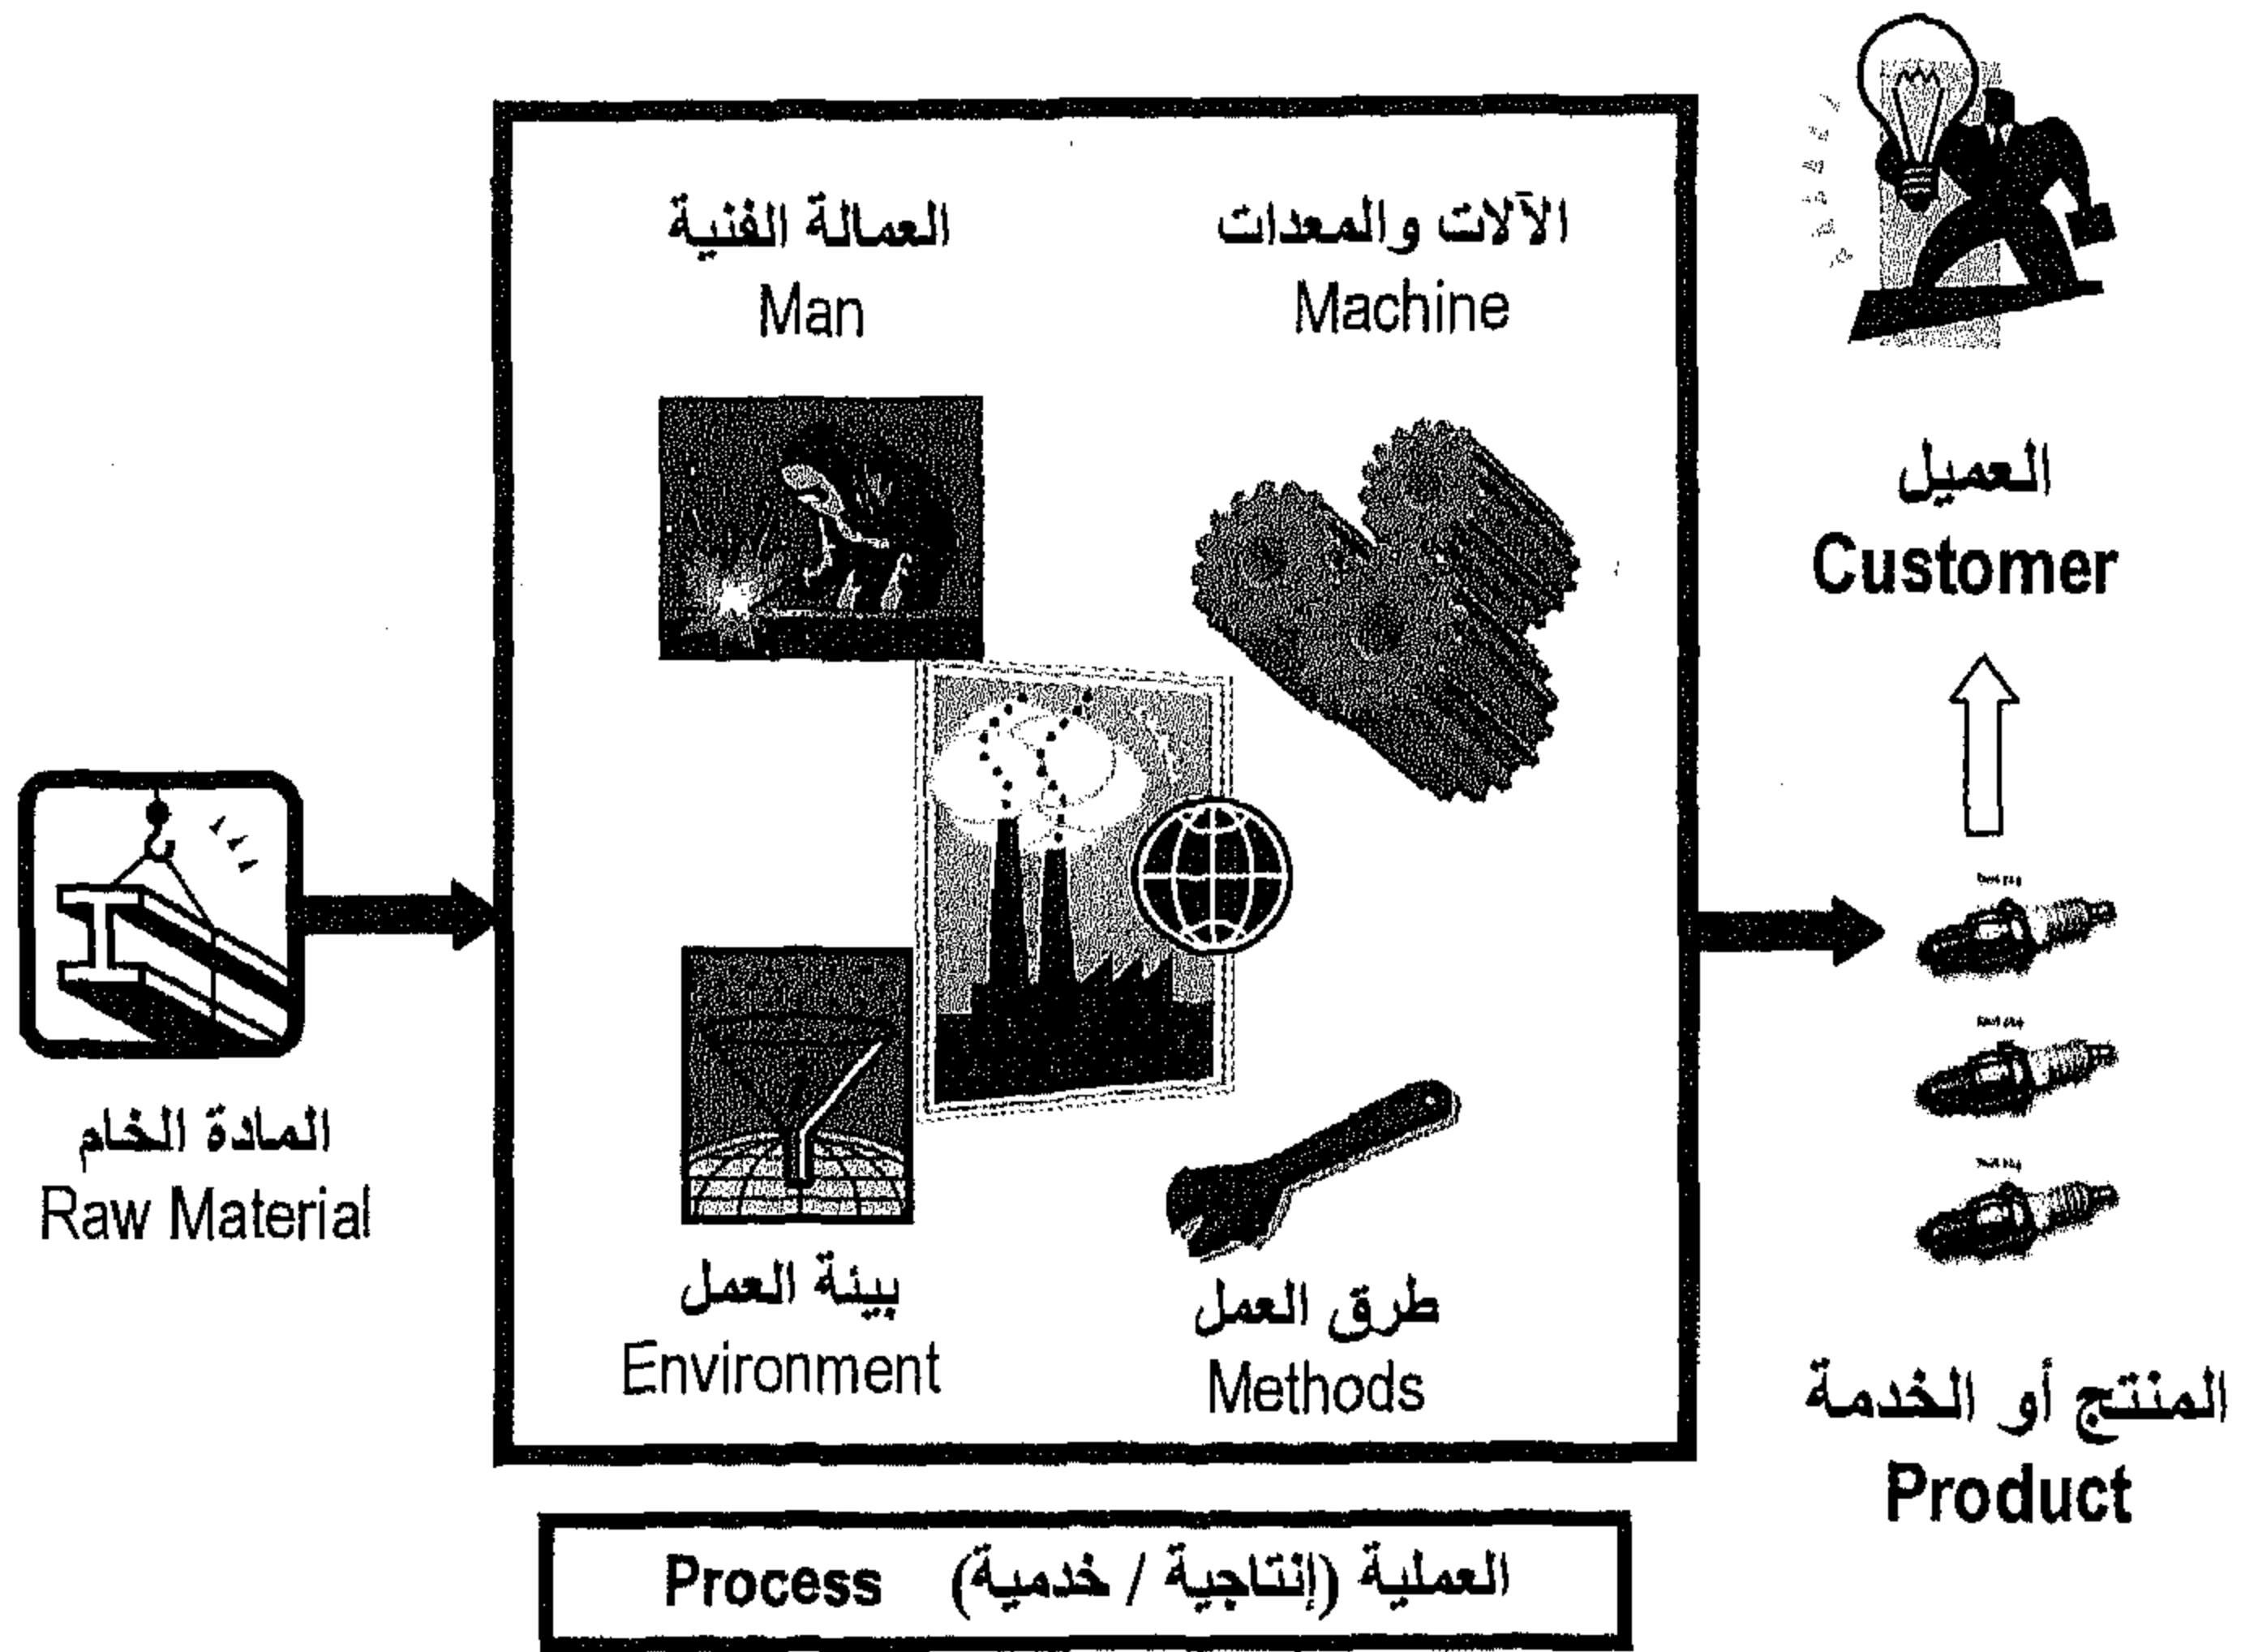 العمالة الفنية
Man
الآلات والمعدات
Machine
العميل
Customer
المادة الخام
Raw Material
بيئة العمل
Environment
طرق العمل
Methods
المنتج أو الخدمة
Product
العملية (إنتاجية / خدمية) Process